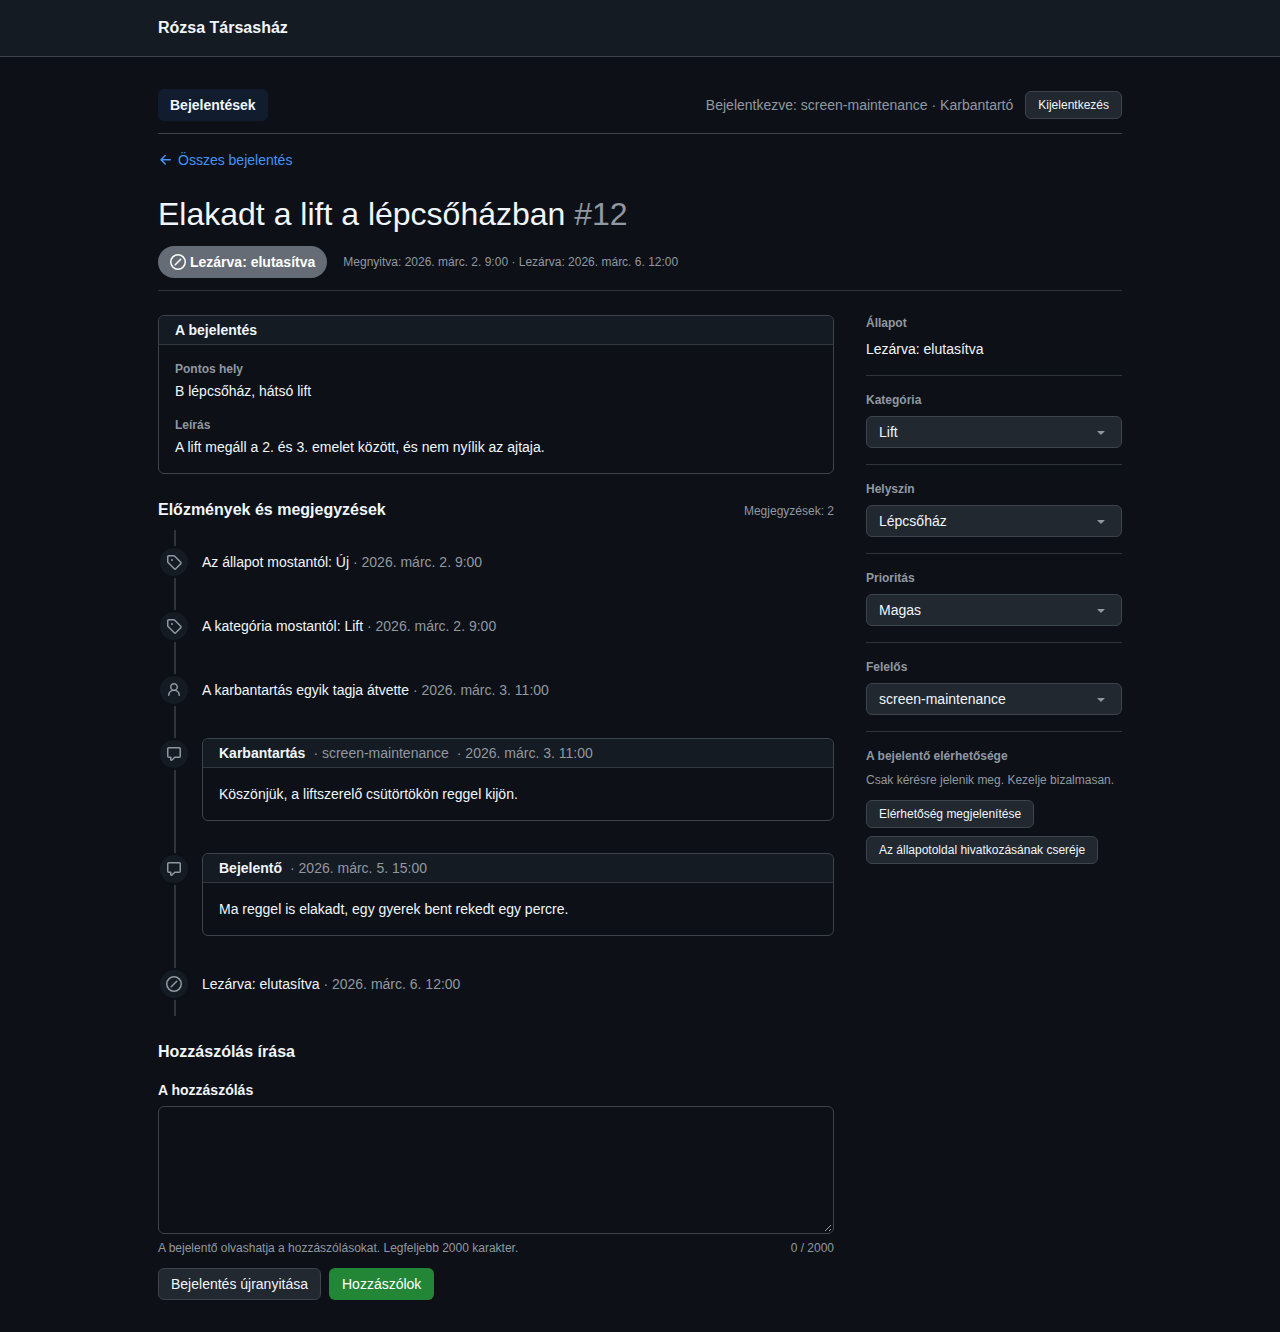 Rózsa Társasház
Bejelentések
Bejelentkezve: screen-maintenance · Karbantartó
Kijelentkezés
← Összes bejelentés
Elakadt a lift a lépcsőházban #12
Lezárva: elutasítva
Megnyitva: 2026. márc. 2. 9:00 · Lezárva: 2026. márc. 6. 12:00
A bejelentés
Pontos hely
B lépcsőház, hátsó lift
Leírás
A lift megáll a 2. és 3. emelet között, és nem nyílik az ajtaja.
Előzmények és megjegyzések
Megjegyzések: 2
Az állapot mostantól: Új · 2026. márc. 2. 9:00
A kategória mostantól: Lift · 2026. márc. 2. 9:00
A karbantartás egyik tagja átvette · 2026. márc. 3. 11:00
Karbantartás · screen-maintenance · 2026. márc. 3. 11:00
Köszönjük, a liftszerelő csütörtökön reggel kijön.
Bejelentő · 2026. márc. 5. 15:00
Ma reggel is elakadt, egy gyerek bent rekedt egy percre.
Lezárva: elutasítva · 2026. márc. 6. 12:00
Hozzászólás írása
A hozzászólás
A bejelentő olvashatja a hozzászólásokat. Legfeljebb 2000 karakter.
0 / 2000
Bejelentés újranyitása
Hozzászólok
Állapot
Lezárva: elutasítva
Kategória
Lift
Helyszín
Lépcsőház
Prioritás
Magas
Felelős
screen-maintenance
A bejelentő elérhetősége
Csak kérésre jelenik meg. Kezelje bizalmasan.
Elérhetőség megjelenítése
Az állapotoldal hivatkozásának cseréje